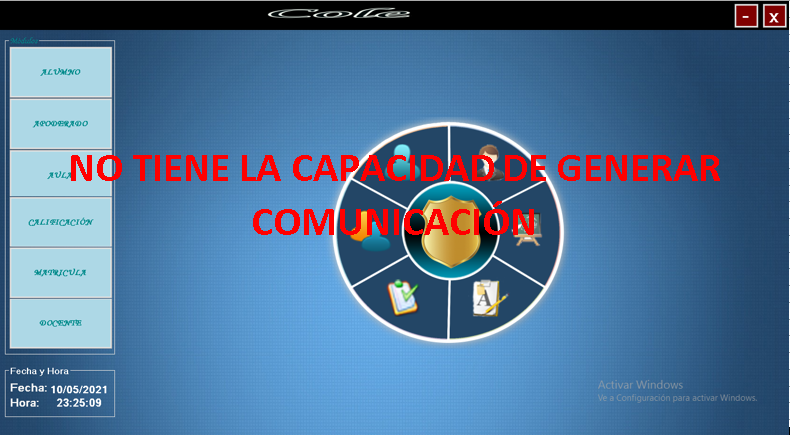 Cole
- x
Módulos
ALUMNO
APODERADO
AULA
CALIFICACIÓN
MATRICULA
DOCENTE
NO TIENE LA CAPACIDAD DE GENERAR
COMUNICACIÓN
A
Fecha y Hora
Fecha: 10/05/2021
Hora: 23:25:09
Activar Windows
Ve a Configuración para activar Windows.